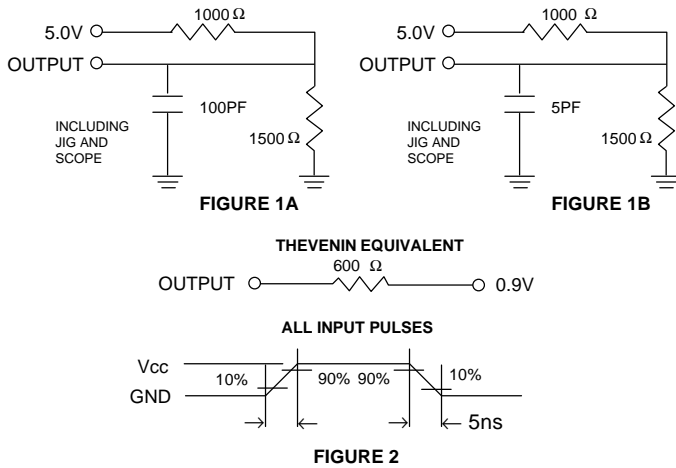 1000 Ω
5.0V
OUTPUT
100PF
INCLUDING
JIG AND
SCOPE
1500 Ω
FIGURE 1A
1000 Ω
5.0V
OUTPUT
5PF
INCLUDING
JIG AND
SCOPE
1500 Ω
FIGURE 1B
THEVENIN EQUIVALENT
600 Ω
OUTPUT
0.9V
ALL INPUT PULSES
Vcc
GND
10%
90% 90%
10%
5ns
FIGURE 2